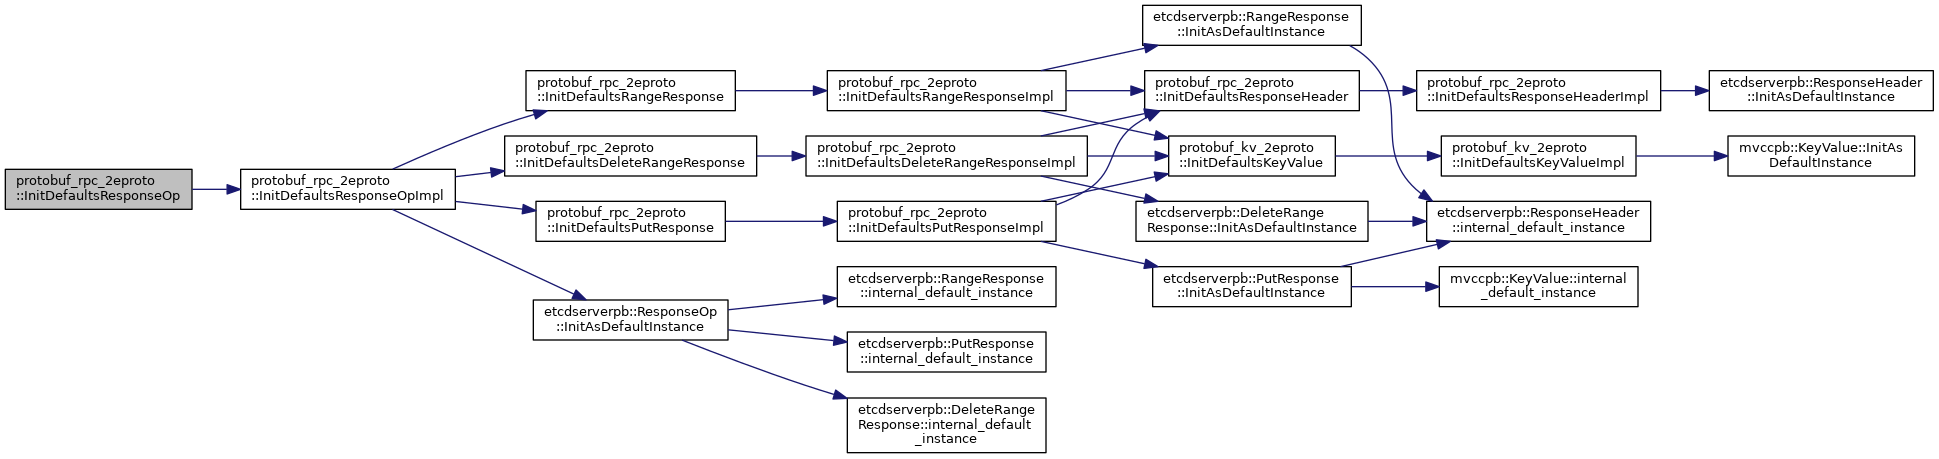 protobuf_rpc_2eproto
::InitDefaultsResponseOp
protobuf_rpc_2eproto
::InitDefaultsResponseOpImpl
protobuf_rpc_2eproto
::InitDefaultsRangeResponse
protobuf_rpc_2eproto
::InitDefaultsDeleteRangeResponse
protobuf_rpc_2eproto
::InitDefaultsPutResponse
etcdserverpb::ResponseOp
::InitAsDefaultInstance
protobuf_rpc_2eproto
::InitDefaultsRangeResponseImpl
protobuf_rpc_2eproto
::InitDefaultsDeleteRangeResponseImpl
protobuf_rpc_2eproto
::InitDefaultsPutResponseImpl
etcdserverpb::RangeResponse
::internal_default_instance
etcdserverpb::PutResponse
::internal_default_instance
etcdserverpb::DeleteRange
Response::internal_default
_instance
etcdserverpb::RangeResponse
::InitAsDefaultInstance
protobuf_rpc_2eproto
::InitDefaultsResponseHeader
protobuf_kv_2eproto
::InitDefaultsKeyValue
etcdserverpb::DeleteRange
Response::InitAsDefaultInstance
etcdserverpb::PutResponse
::InitAsDefaultInstance
protobuf_rpc_2eproto
::InitDefaultsResponseHeaderImpl
protobuf_kv_2eproto
::InitDefaultsKeyValueImpl
etcdserverpb::ResponseHeader
::internal_default_instance
mvccpb::KeyValue::internal
_default_instance
etcdserverpb::ResponseHeader
::InitAsDefaultInstance
mvccpb::KeyValue::InitAs
DefaultInstance